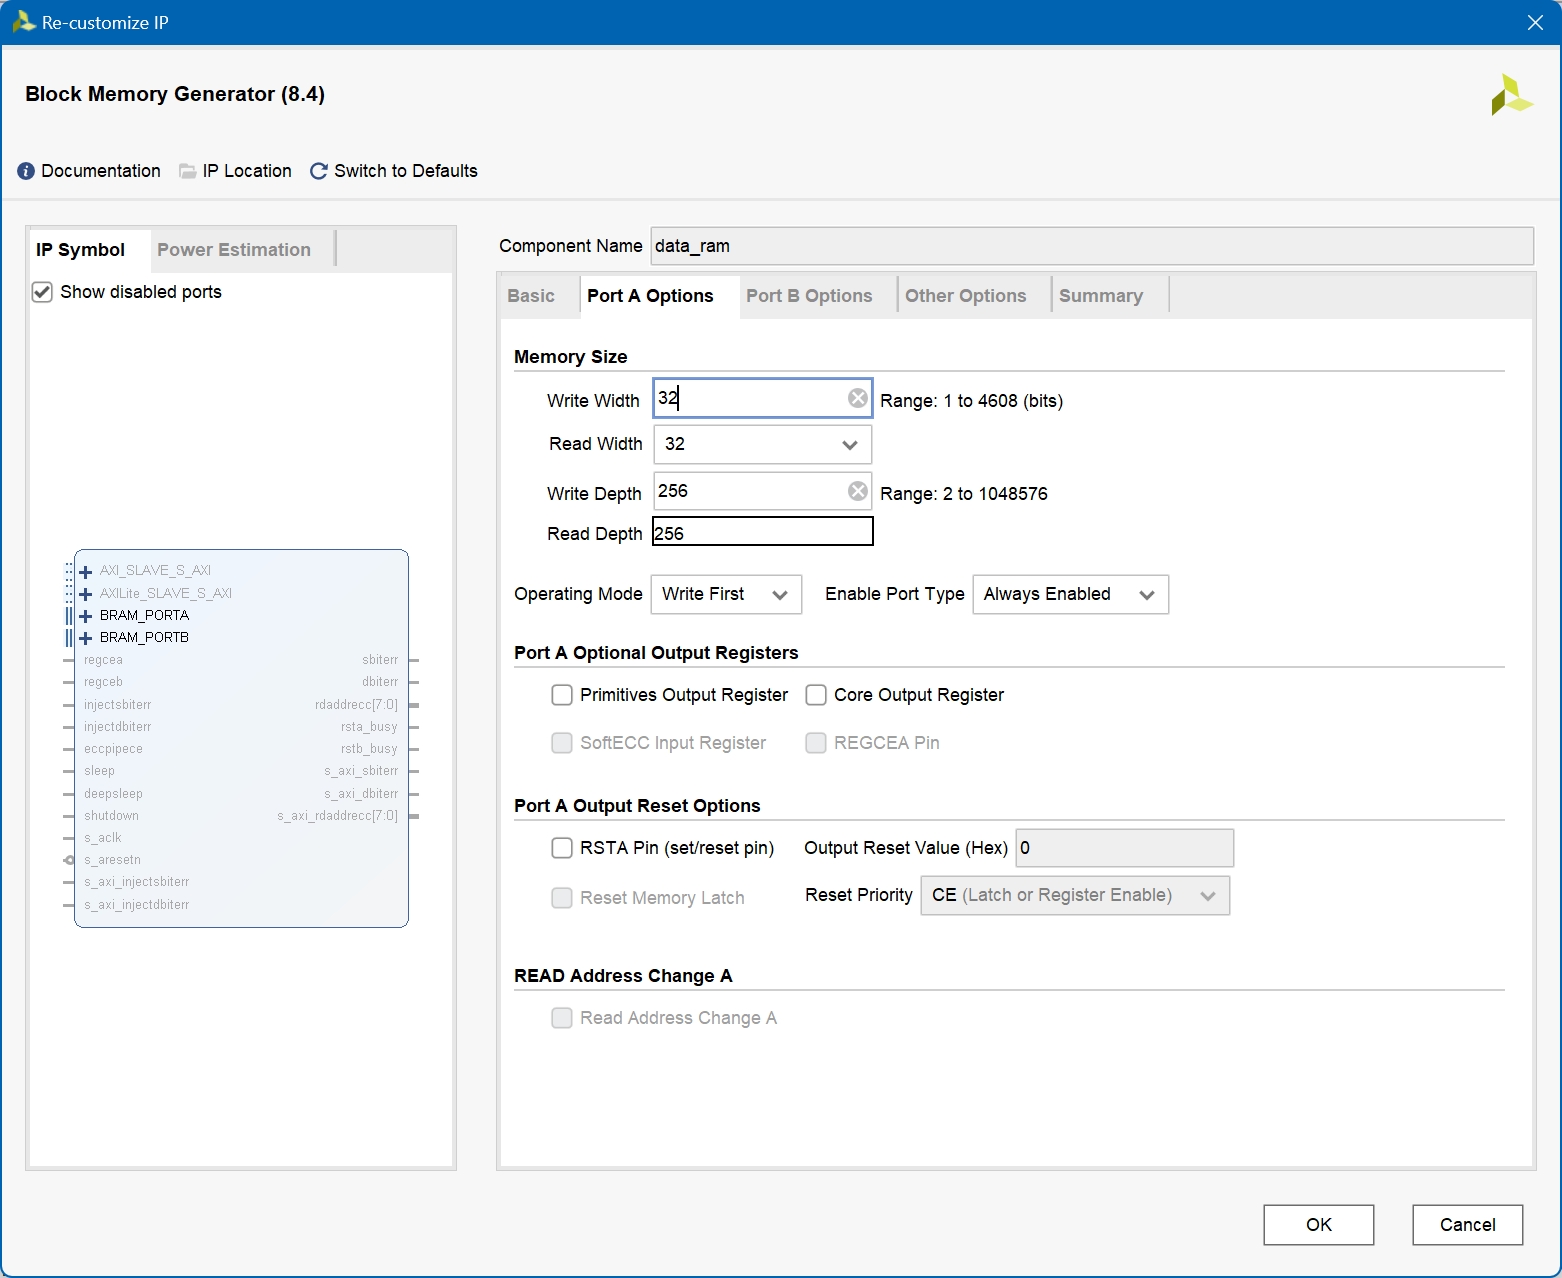 Re-customize IP
Block Memory Generator (8.4)
Documentation IP Location Switch to Defaults
IP Symbol Power Estimation
Show disabled ports
AXI_SLAVE_S_AXI
AXILite_SLAVE_S_AXI
BRAM_PORTA
BRAM_PORTB
regcea sbiterr
regceb dbiterr
injectsbiterr rdaddrecc[7:0]
injectdbiterr rsta_busy
eccpipece rstb_busy
sleep s_axi_sbiterr
deepsleep s_axi_dbiterr
shutdown s_axi_rdaddrecc[7:0]
s_aclk
s_aresetn
s_axi_injectsbiterr
s_axi_injectdbiterr
Component Name data_ram
Basic Port A Options Port B Options Other Options Summary
Memory Size
Write Width 32 Range: 1 to 4608 (bits)
Read Width 32
Write Depth 256 Range: 2 to 1048576
Read Depth 256
Operating Mode Write First Enable Port Type Always Enabled
Port A Optional Output Registers
Primitives Output Register Core Output Register
SoftECC Input Register REGCEA Pin
Port A Output Reset Options
RSTA Pin (set/reset pin) Output Reset Value (Hex) 0
Reset Memory Latch Reset Priority CE (Latch or Register Enable)
READ Address Change A
Read Address Change A
OK Cancel